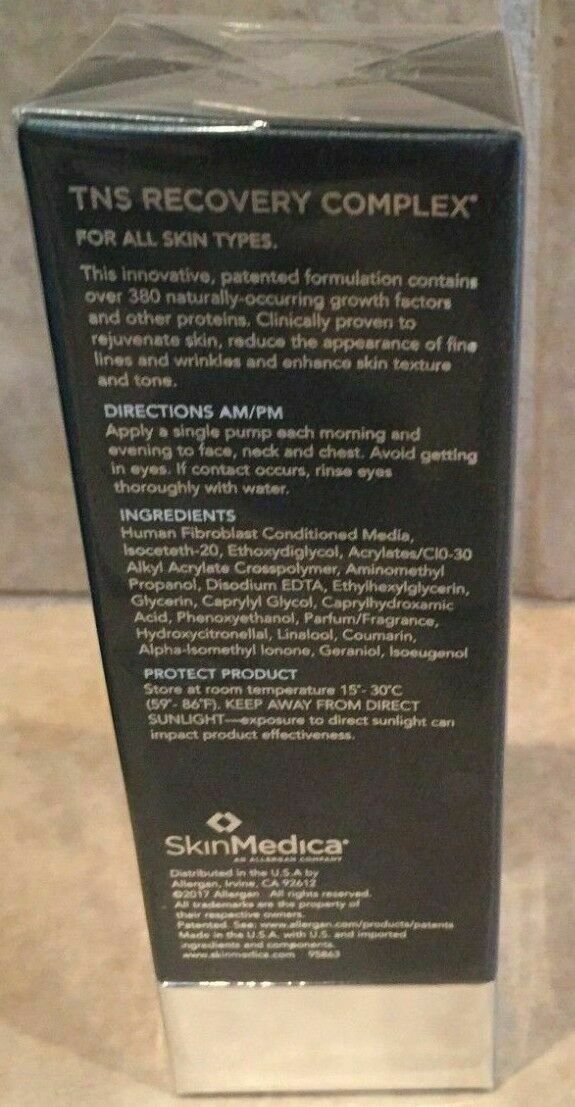 TNS RECOVERY COMPLEX®
FOR ALL SKIN TYPES.
This innovative, patented formulation contains
over 380 naturally-occurring growth factors
and other proteins. Clinically proven to
rejuvenate skin, reduce the appearance of fine
lines and wrinkles and enhance skin texture
and tone.
DIRECTIONS AM/PM
Apply a single pump each morning and
evening to face, neck and chest. Avoid getting
in eyes. If contact occurs, rinse eyes
thoroughly with water.
INGREDIENTS
Human Fibroblast Conditioned Media,
Isoceteth-20, Ethoxydiglycol, Acrylates/C10-30
Alkyl Acrylate Crosspolymer, Aminomethyl
Propanol, Disodium EDTA, Ethylhexylglycerin,
Glycerin, Caprylyl Glycol, Caprylhydroxamic
Acid, Phenoxyethanol, Parfum/Fragrance,
Hydroxycitronellal, Linalool, Coumarin,
Alpha-Isomethyl Ionone, Geraniol, Isoeugenol
PROTECT PRODUCT
Store at room temperature 15°- 30°C
(59°- 86°F). KEEP AWAY FROM DIRECT
SUNLIGHT—exposure to direct sunlight can
impact product effectiveness.
SkinMedica®
AN ALLERGAN COMPANY
Distributed in the U.S.A by
Allergan, Irvine, CA 92612
©2017 Allergan All rights reserved.
All trademarks are the property of
their respective owners.
Patented. See: www.allergan.com/products/patents
Made in the U.S.A. with U.S. and imported
ingredients and components.
www.skinmedica.com 95863